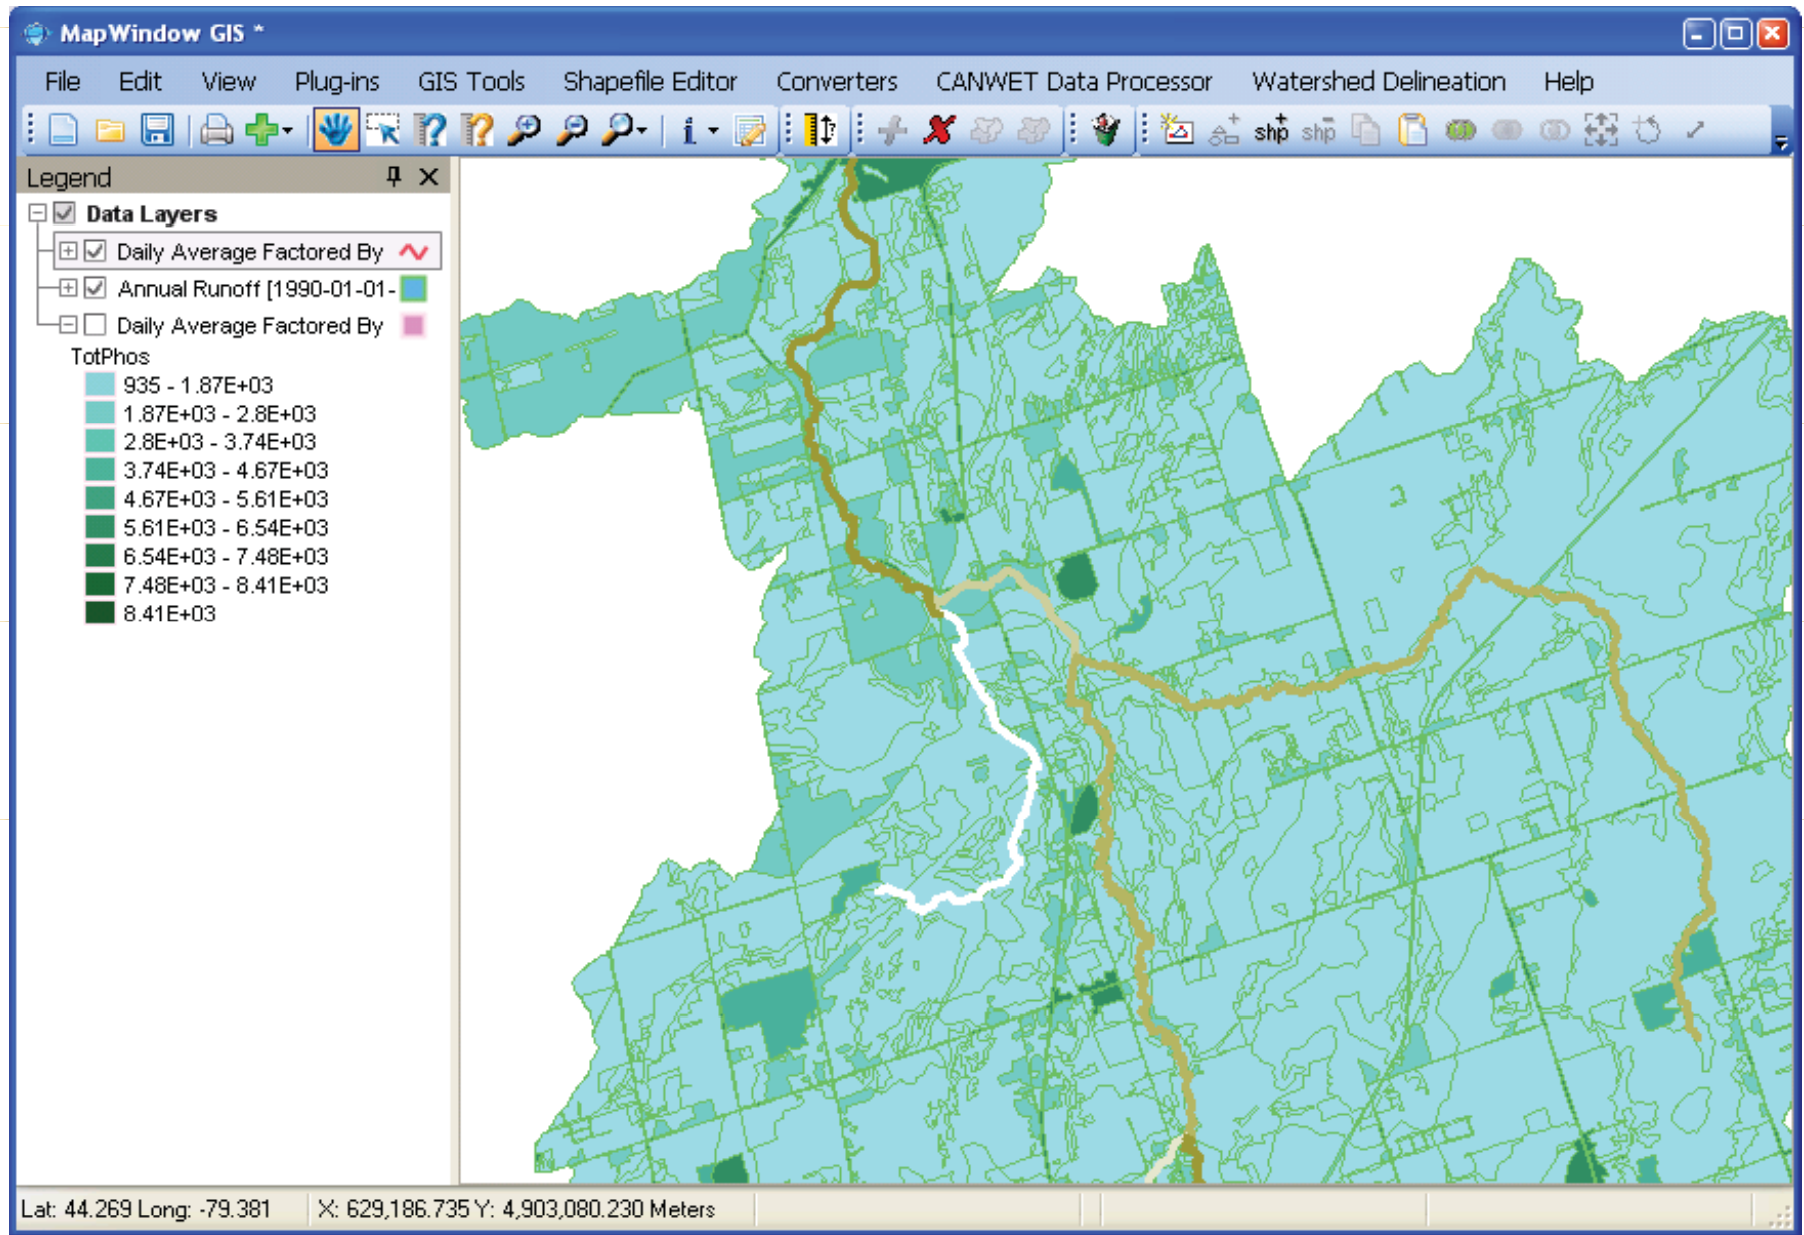 MapWindow GIS *
File Edit View Plug-ins GIS Tools Shapefile Editor Converters CANWET Data Processor Watershed Delineation Help
shp shp
Legend
Data Layers
Daily Average Factored By
Annual Runoff [1990-01-01-
Daily Average Factored By
TotPhos
935 - 1.87E+03
1.87E+03 - 2.8E+03
2.8E+03 - 3.74E+03
3.74E+03 - 4.67E+03
4.67E+03 - 5.61E+03
5.61E+03 - 6.54E+03
6.54E+03 - 7.48E+03
7.48E+03 - 8.41E+03
8.41E+03
Lat: 44.269 Long: -79.381 X: 629,186.735 Y: 4,903,080.230 Meters